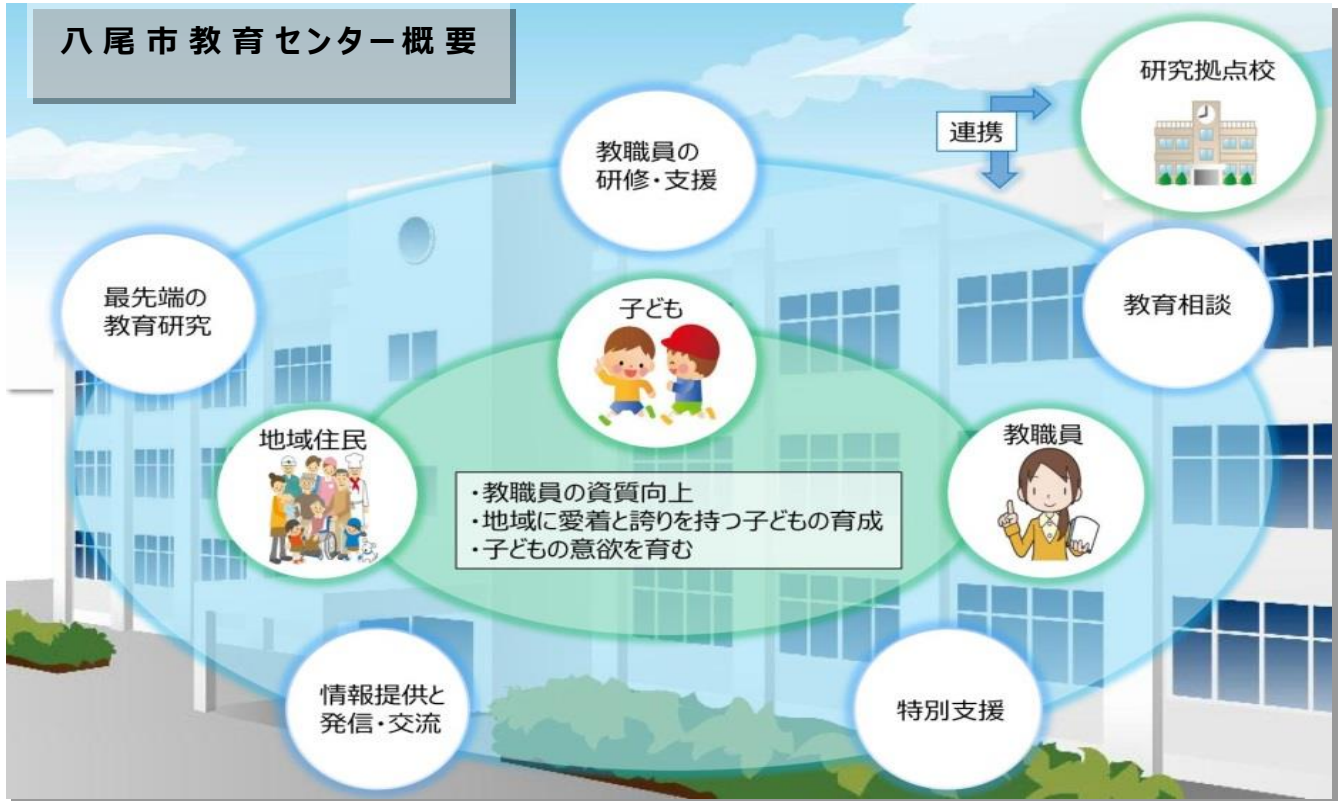 八尾市教育センター概要
研究拠点校
連携
教職員の
研修・支援
最先端の
教育研究
子ども
教育相談
地域住民
教職員
・教職員の資質向上
・地域に愛着と誇りを持つ子どもの育成
・子どもの意欲を育む
情報提供と
発信・交流
特別支援